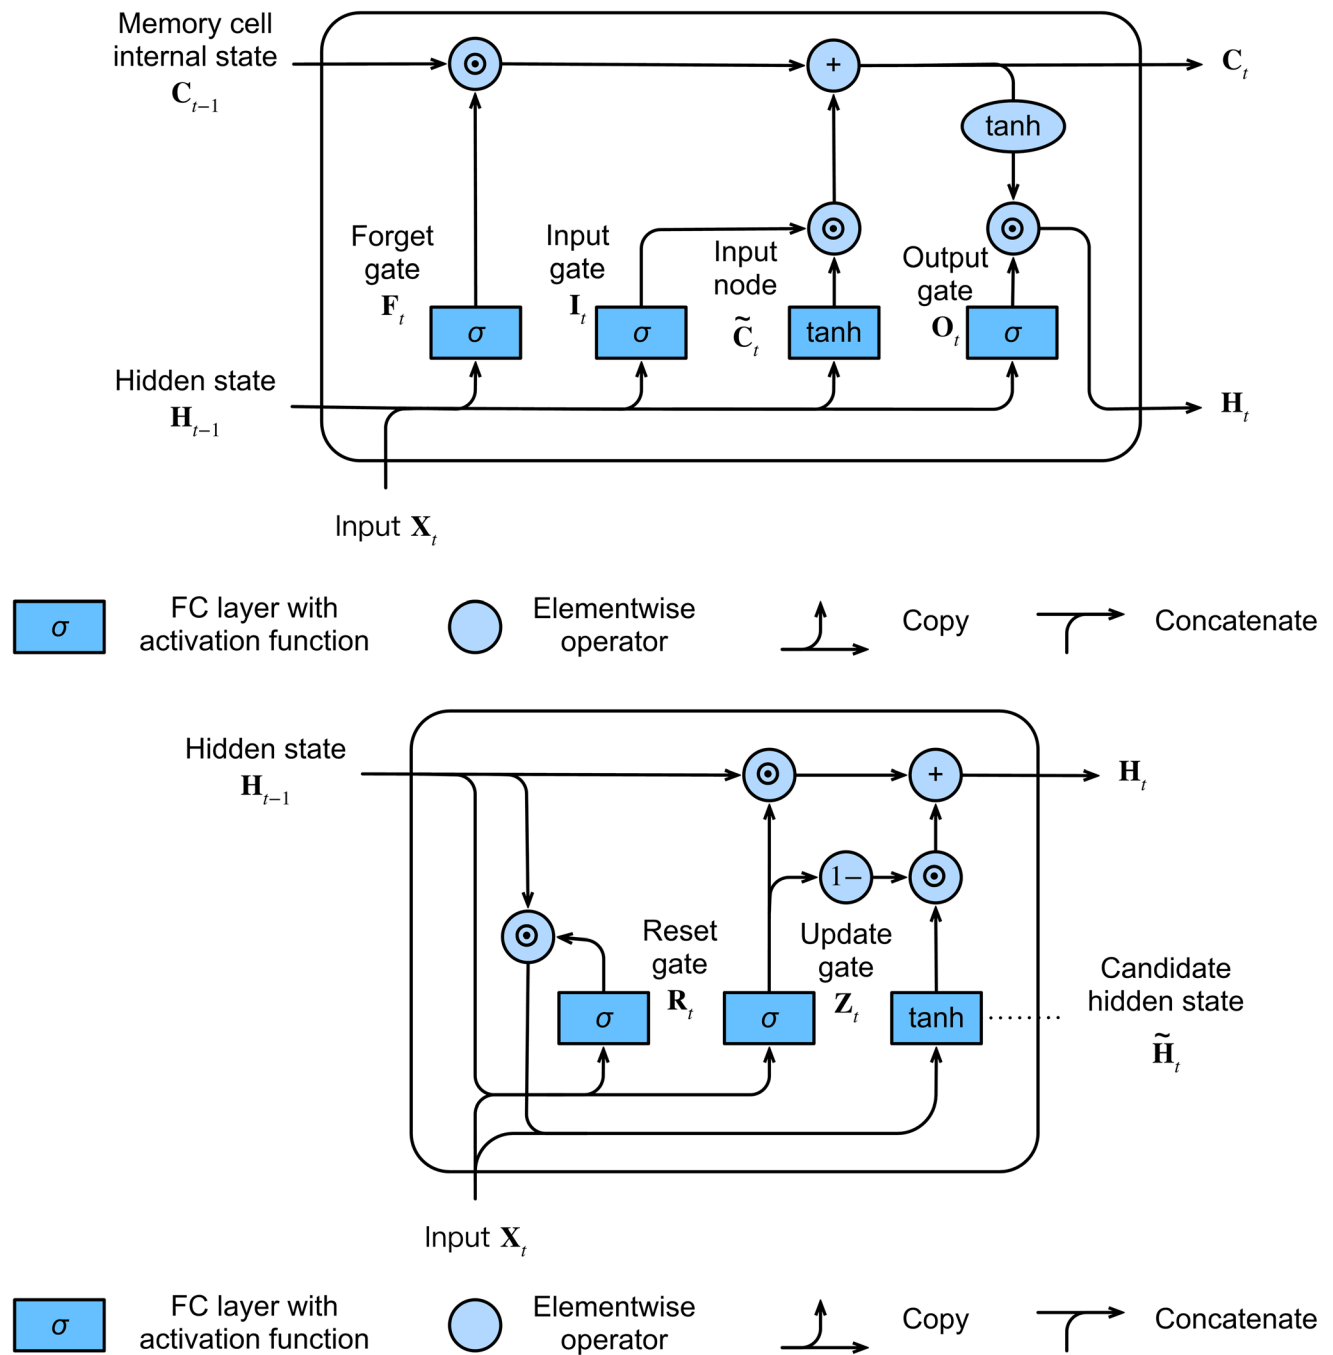 Memory cell
internal state
C_{t−1}
⊙
+
C_t
tanh
⊙
⊙
Forget
gate
F_t
Input
gate
I_t
Input
node
C̃_t
Output
gate
O_t
σ
σ
tanh
σ
Hidden state
H_{t−1}
H_t
Input X_t
σ
FC layer with
activation function
Elementwise
operator
Copy
Concatenate
Hidden state
H_{t−1}
⊙
+
H_t
1−
⊙
⊙
Reset
gate
R_t
Update
gate
Z_t
Candidate
hidden state
H̃_t
σ
σ
tanh
Input X_t
σ
FC layer with
activation function
Elementwise
operator
Copy
Concatenate